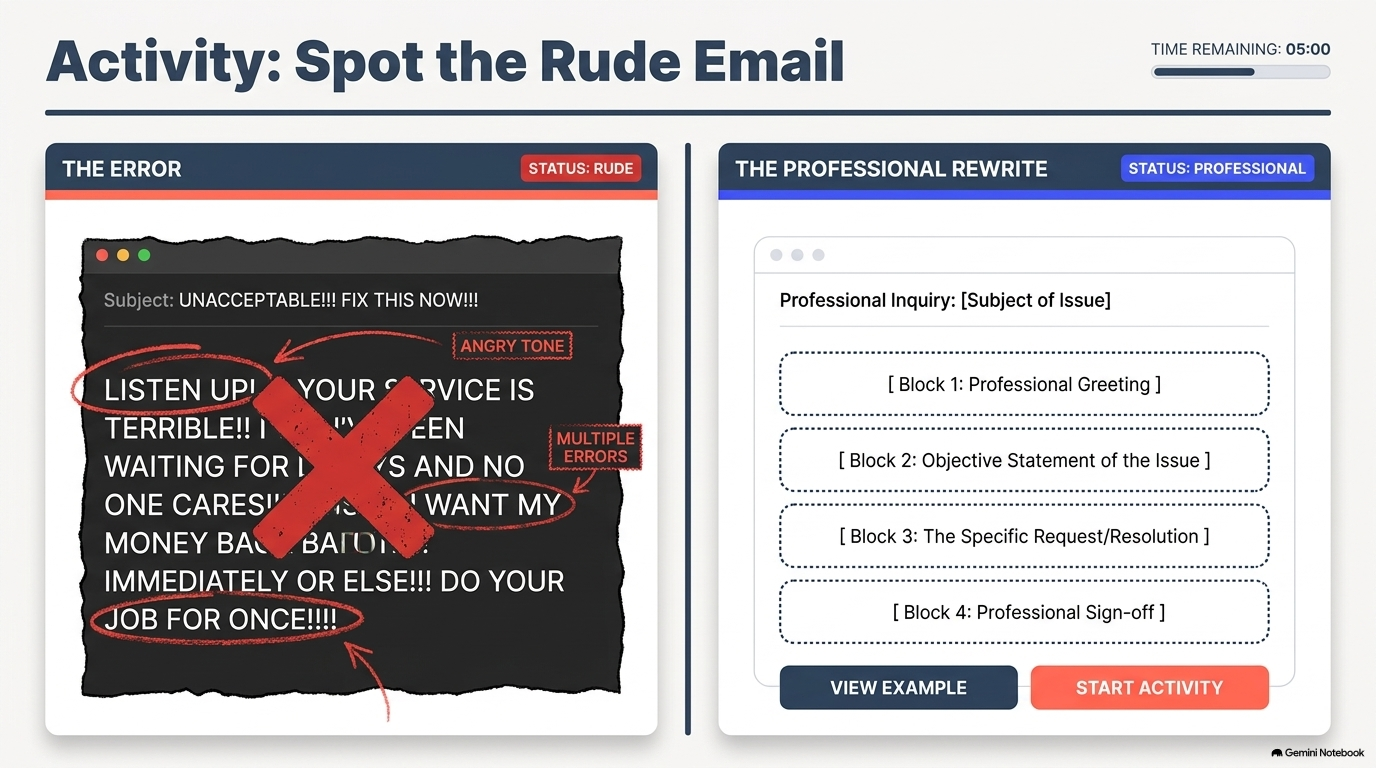 Activity: Spot the Rude Email
TIME REMAINING: 05:00
THE ERROR
STATUS: RUDE
Subject: UNACCEPTABLE!!! FIX THIS NOW!!!
ANGRY TONE
LISTEN UP! YOUR IS
TERRIBLE!!
WAITING FOR AND NO
MULTIPLE
ERRORS
ONE CARES!! WANT MY
MONEY
IMMEDIATELY OR ELSE!!! DO YOUR
JOB FOR ONCE!!!!
THE PROFESSIONAL REWRITE
STATUS: PROFESSIONAL
Professional Inquiry: [Subject of Issue]
[ Block 1: Professional Greeting ]
[ Block 2: Objective Statement of the Issue ]
[ Block 3: The Specific Request/Resolution ]
[ Block 4: Professional Sign-off ]
VIEW EXAMPLE
START ACTIVITY
Gemini Notebook